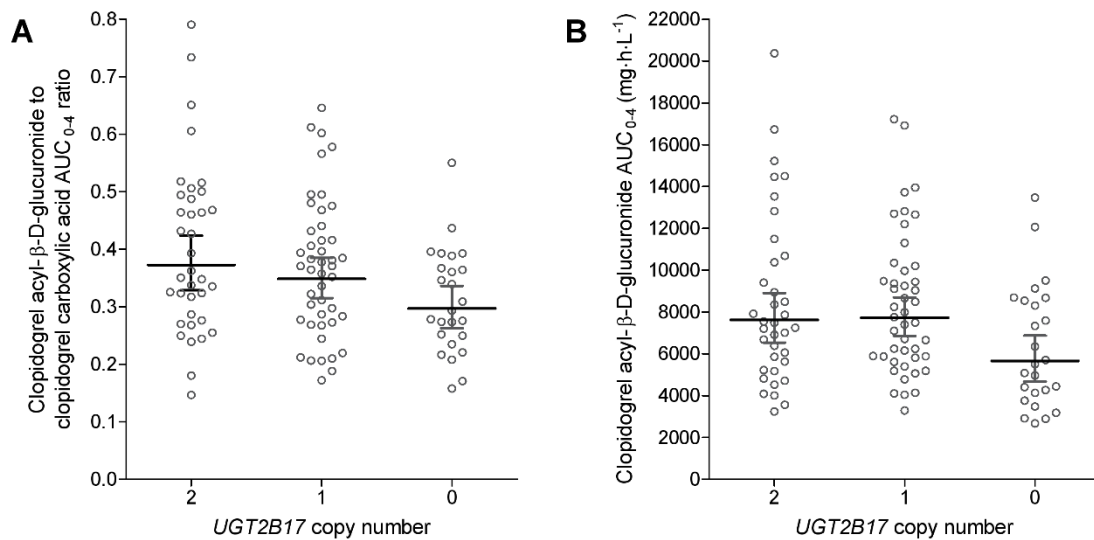 A
Clopidogrel acyl-β-D-glucuronide to
clopidogrel carboxylic acid AUC0-4 ratio
0.8
0.7
0.6
0.5
0.4
0.3
0.2
0.1
0.0
2 1 0
UGT2B17 copy number
B
Clopidogrel acyl-β-D-glucuronide AUC0-4 (mg·h·L-1)
22000
20000
18000
16000
14000
12000
10000
8000
6000
4000
2000
0
2 1 0
UGT2B17 copy number